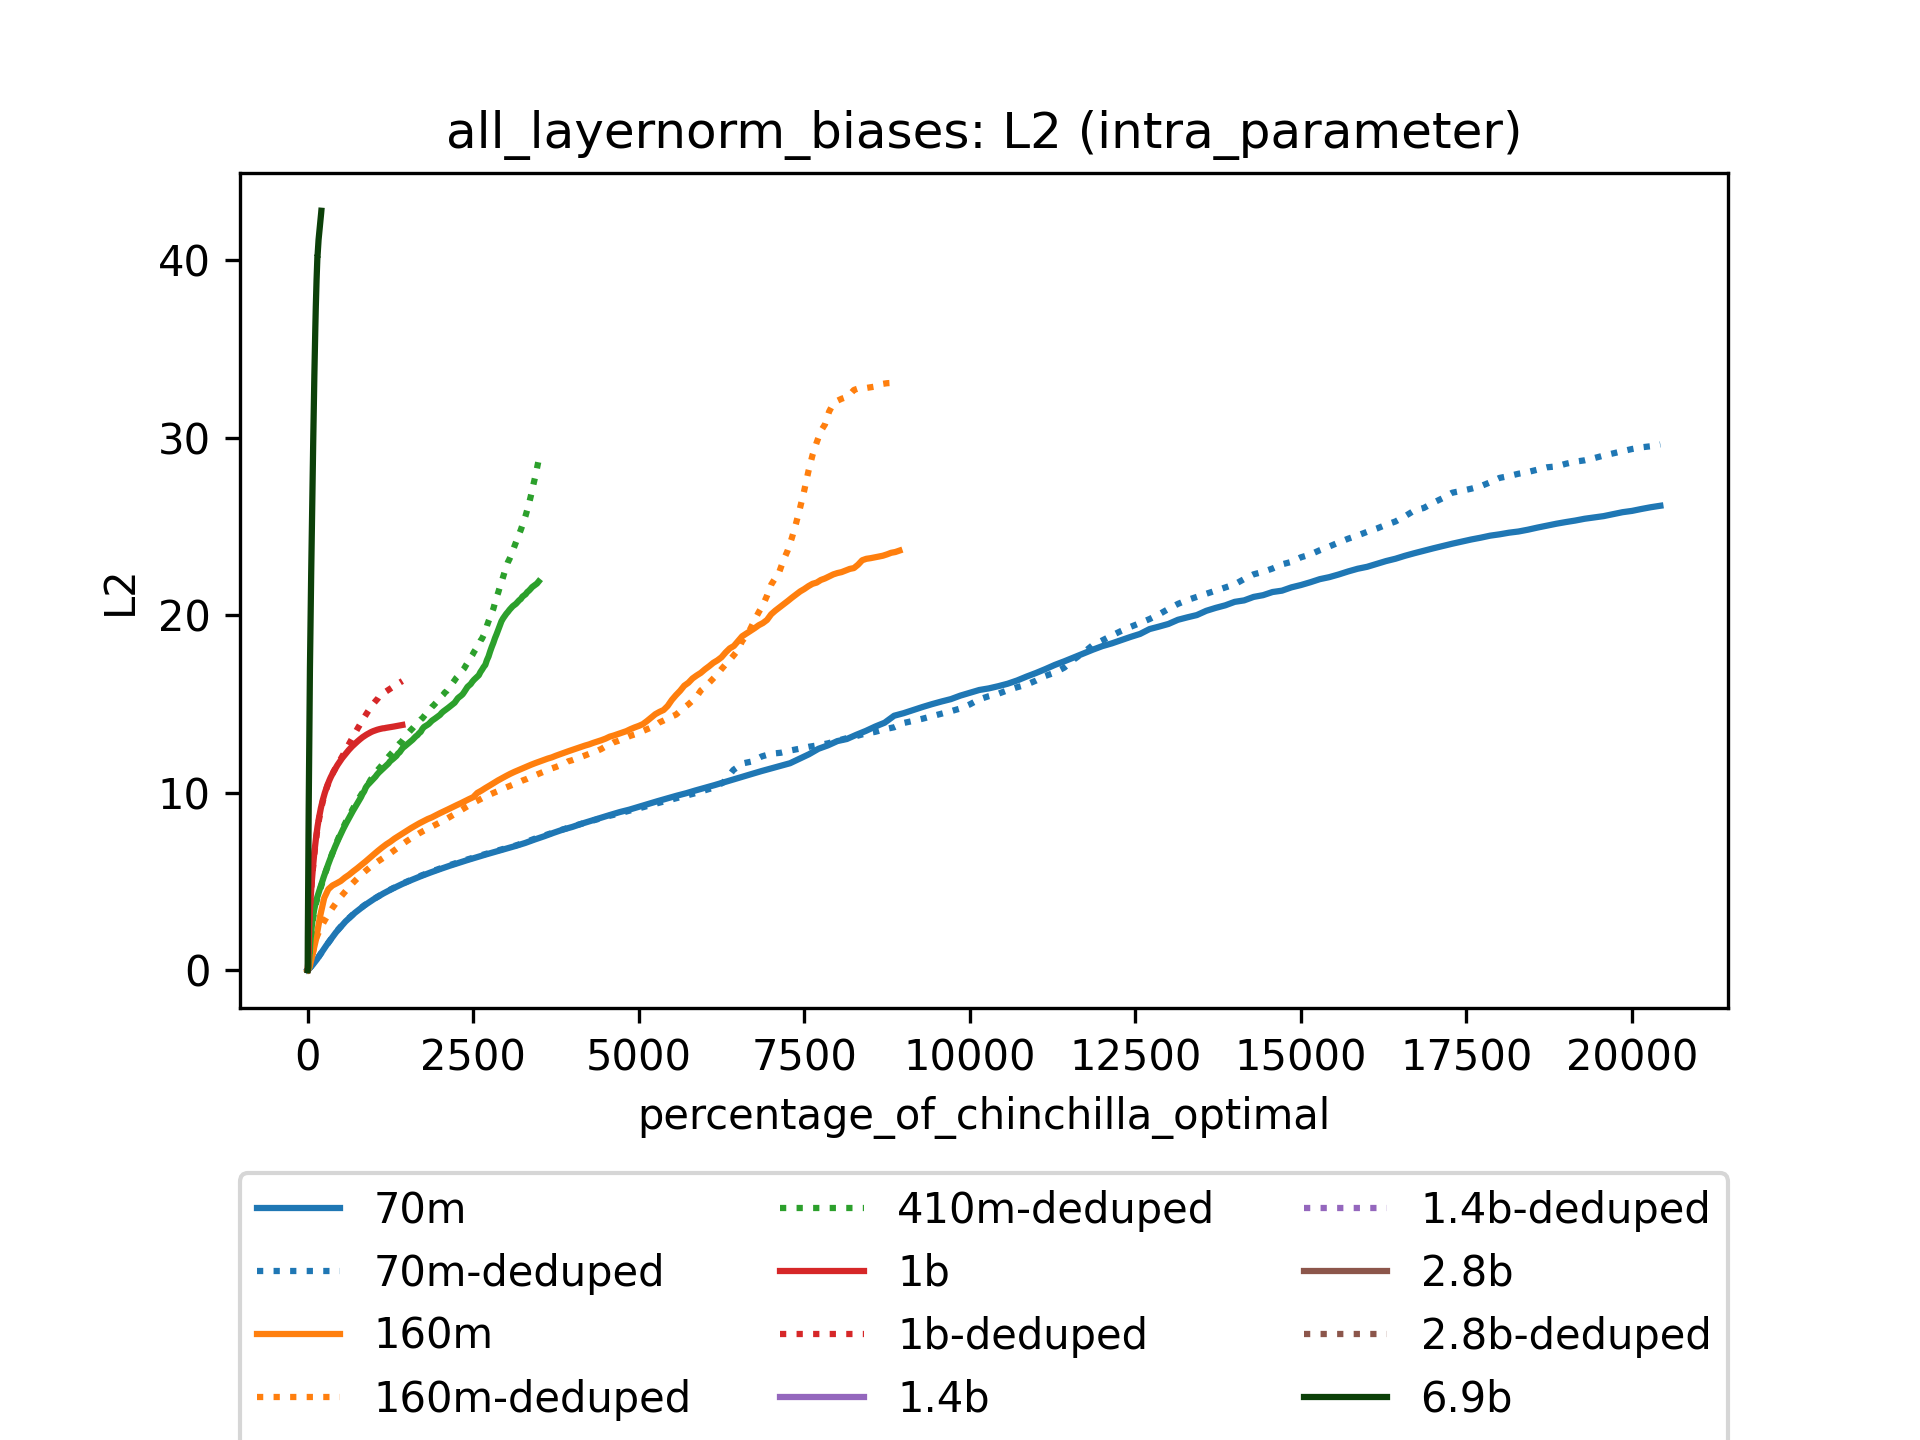 all_layernorm_biases: L2 (intra_parameter)
40
30
20
10
0
L2
0 2500 5000 7500 10000 12500 15000 17500 20000
percentage_of_chinchilla_optimal
70m 410m-deduped 1.4b-deduped
70m-deduped 1b 2.8b
160m 1b-deduped 2.8b-deduped
160m-deduped 1.4b 6.9b